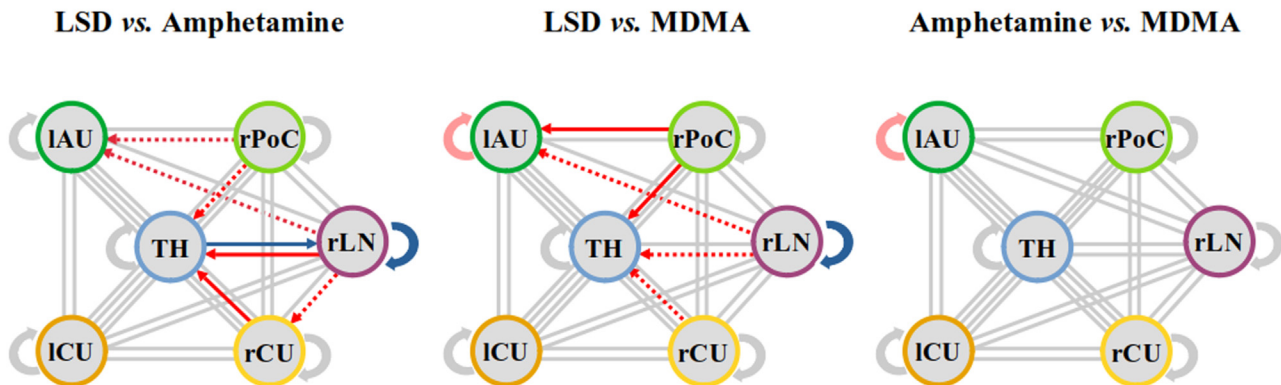 LSD vs. Amphetamine LSD vs. MDMA Amphetamine vs. MDMA
lAU rPoC lAU rPoC lAU rPoC
TH rLN TH rLN TH rLN
lCU rCU lCU rCU lCU rCU